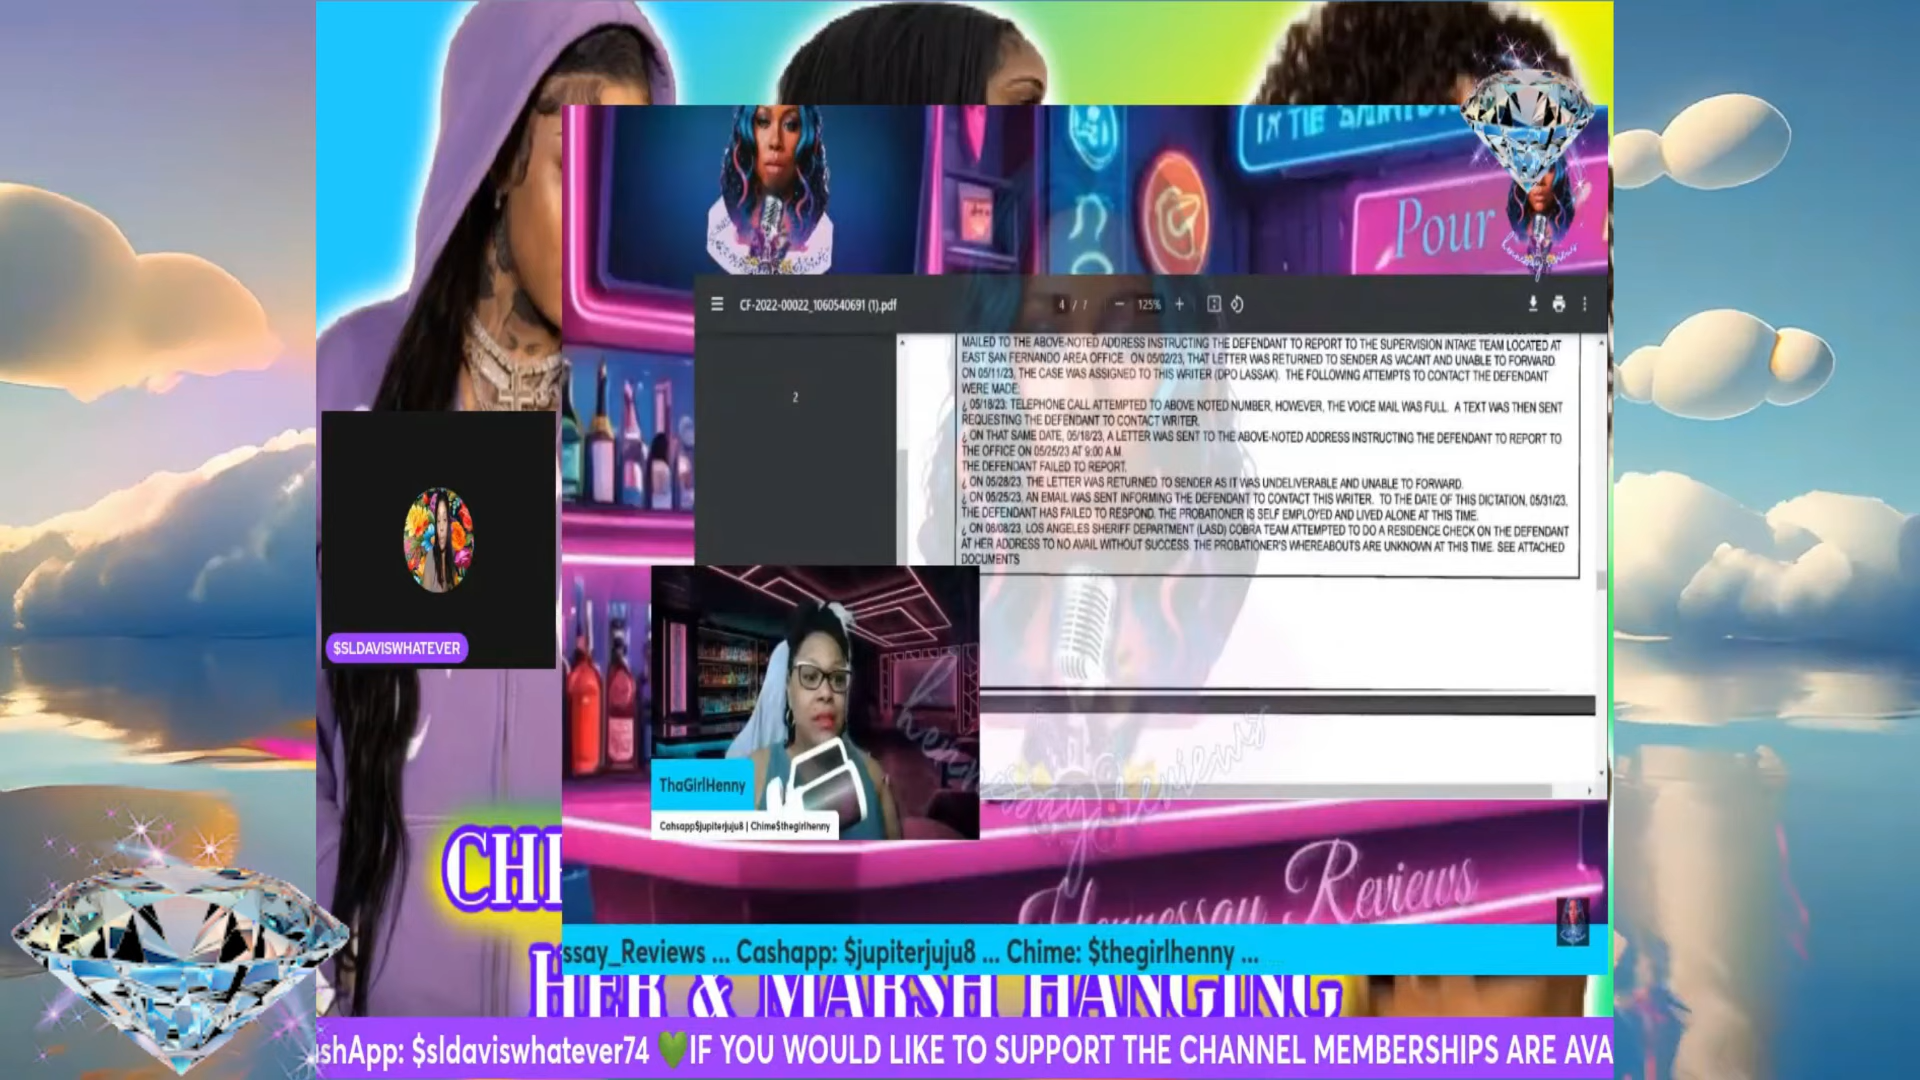 IN THE
Pour
CF-2022-00022_1060540691 (1).pdf
4 / 7
125%
2
MAILED TO THE ABOVE-NOTED ADDRESS INSTRUCTING THE DEFENDANT TO REPORT TO THE SUPERVISION INTAKE TEAM LOCATED AT
EAST SAN FERNANDO AREA OFFICE. ON 05/02/23, THAT LETTER WAS RETURNED TO SENDER AS VACANT AND UNABLE TO FORWARD.
ON 05/11/23, THE CASE WAS ASSIGNED TO THIS WRITER (DPO LASSAK). THE FOLLOWING ATTEMPTS TO CONTACT THE DEFENDANT
WERE MADE:
¿ 05/18/23: TELEPHONE CALL ATTEMPTED TO ABOVE NOTED NUMBER, HOWEVER, THE VOICE MAIL WAS FULL. A TEXT WAS THEN SENT
REQUESTING THE DEFENDANT TO CONTACT WRITER.
¿ ON THAT SAME DATE, 05/18/23, A LETTER WAS SENT TO THE ABOVE-NOTED ADDRESS INSTRUCTING THE DEFENDANT TO REPORT TO
THE OFFICE ON 05/25/23 AT 9:00 A.M.
THE DEFENDANT FAILED TO REPORT.
¿ ON 05/28/23, THE LETTER WAS RETURNED TO SENDER AS IT WAS UNDELIVERABLE AND UNABLE TO FORWARD.
¿ ON 05/25/23, AN EMAIL WAS SENT INFORMING THE DEFENDANT TO CONTACT THIS WRITER. TO THE DATE OF THIS DICTATION, 05/31/23,
THE DEFENDANT HAS FAILED TO RESPOND. THE PROBATIONER IS SELF EMPLOYED AND LIVED ALONE AT THIS TIME.
¿ ON 06/08/23, LOS ANGELES SHERIFF DEPARTMENT (LASD) COBRA TEAM ATTEMPTED TO DO A RESIDENCE CHECK ON THE DEFENDANT
AT HER ADDRESS TO NO AVAIL WITHOUT SUCCESS. THE PROBATIONER'S WHEREABOUTS ARE UNKNOWN AT THIS TIME. SEE ATTACHED
DOCUMENTS
$SLDAVISWHATEVER
hennessay reviews
ThaGirlHenny
Cahsapp$jupiterjuju8 | Chime$thegirlhenny
CHE
Hennessay Reviews
ssay_Reviews ... Cashapp: $jupiterjuju8 ... Chime: $thegirlhenny ...
HER & MARSH HANGING
ashApp: $sldaviswhatever74 💚IF YOU WOULD LIKE TO SUPPORT THE CHANNEL MEMBERSHIPS ARE AVA